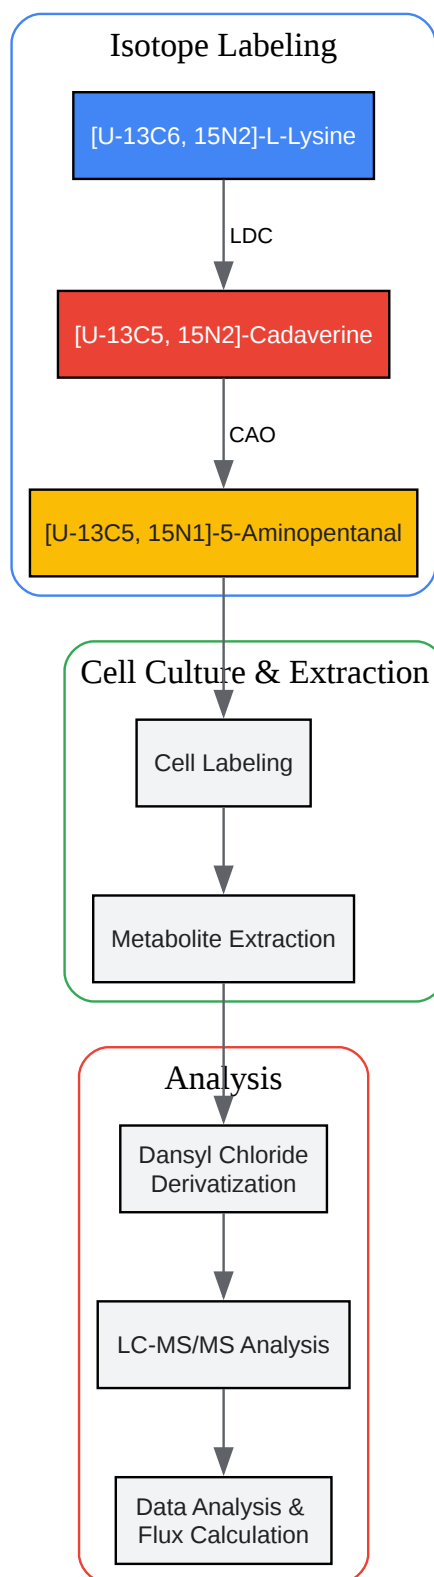 Isotope Labeling
[U-13C6, 15N2]-L-Lysine
LDC
[U-13C5, 15N2]-Cadaverine
CAO
[U-13C5, 15N1]-5-Aminopentanal
Cell Culture & Extraction
Cell Labeling
Metabolite Extraction
Analysis
Dansyl Chloride
Derivatization
LC-MS/MS Analysis
Data Analysis &
Flux Calculation